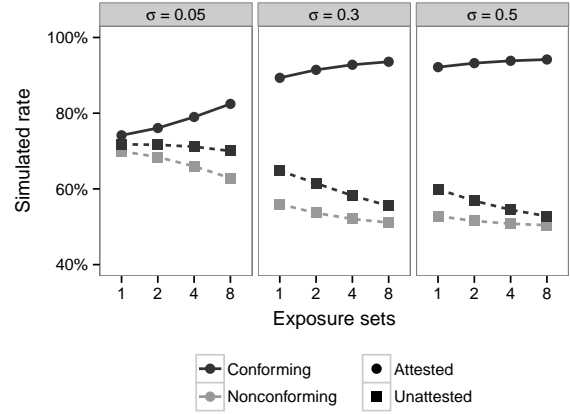 σ = 0.05 σ = 0.3 σ = 0.5
100%
80%
60%
40%
Simulated rate
1 2 4 8 1 2 4 8 1 2 4 8
Exposure sets
Conforming Attested
Nonconforming Unattested